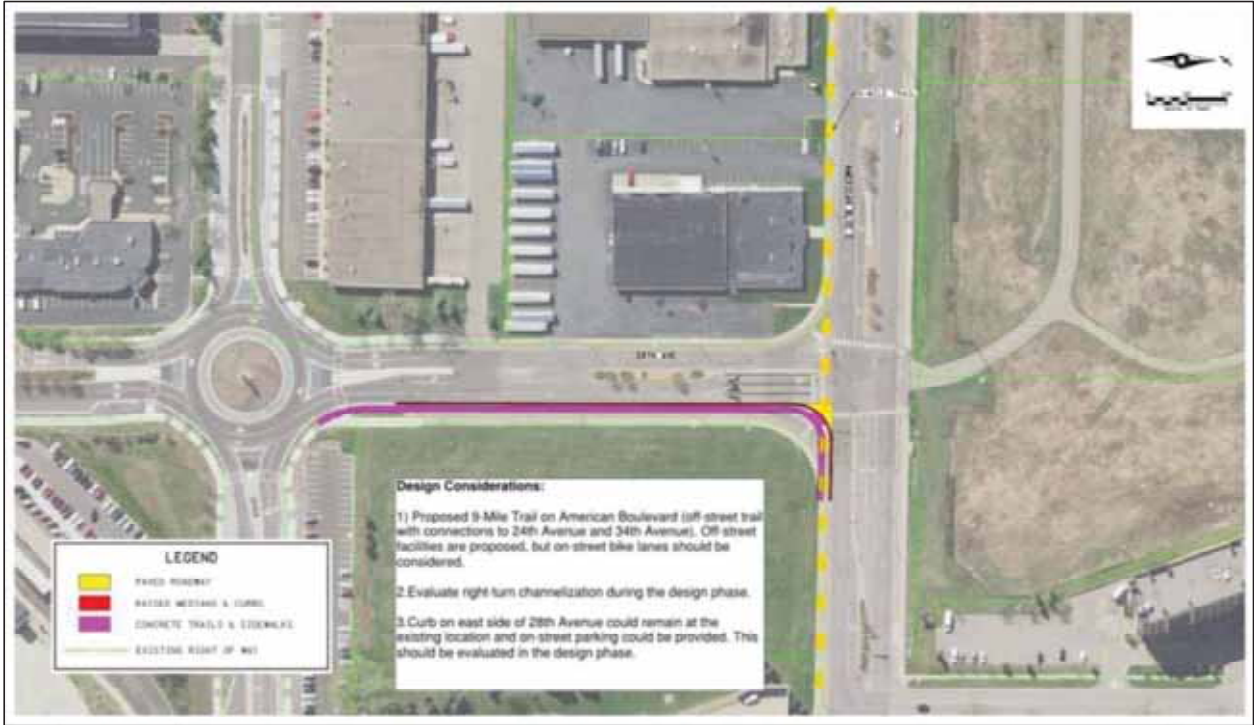 28TH AVE
Design Considerations:
1) Proposed 9-Mile Trail on American Boulevard (off-street trail
with connections to 24th Avenue and 34th Avenue). Off-street
facilities are proposed, but on-street bike lanes should be
considered.
2.Evaluate right-turn channelization during the design phase.
3.Curb on east side of 28th Avenue could remain at the
existing location and on-street parking could be provided. This
should be evaluated in the design phase.
LEGEND
PAVED ROADWAY
RAISED MEDIANS & CURBS
CONCRETE TRAILS & SIDEWALKS
EXISTING RIGHT OF WAY